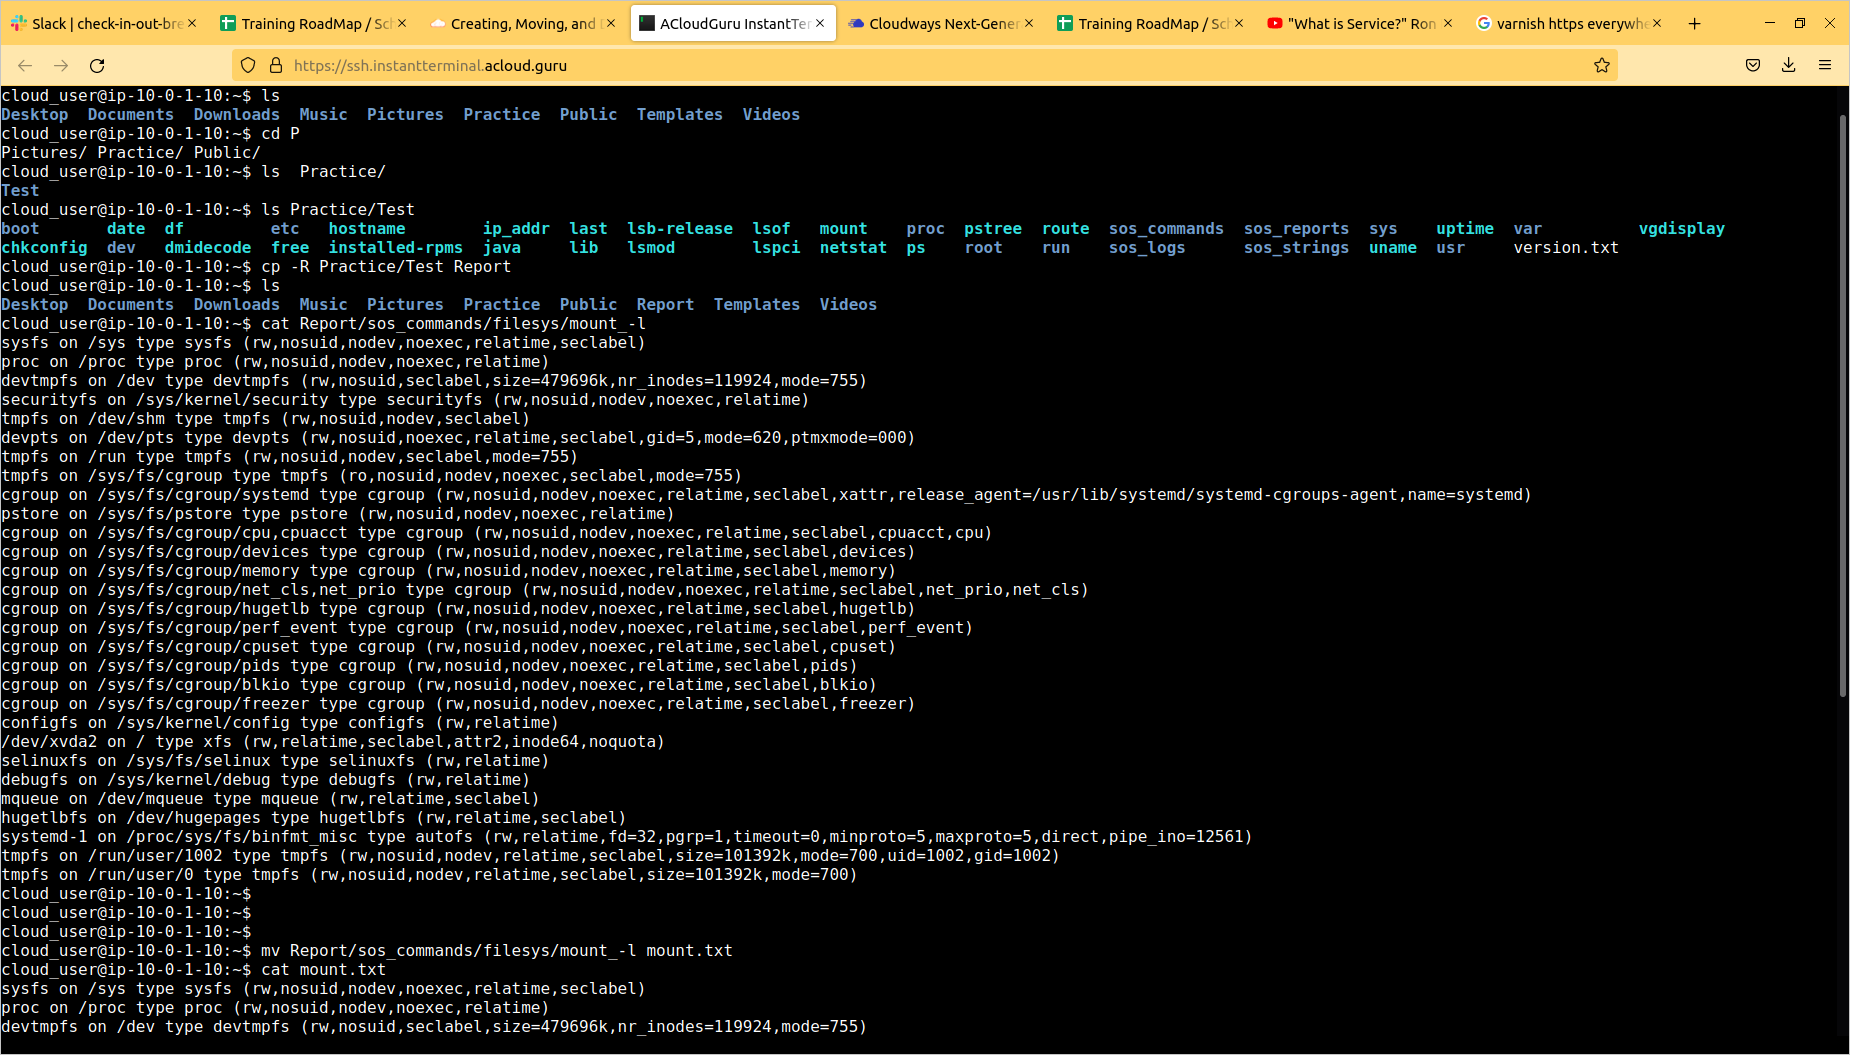 Slack | check-in-out-bre
Training RoadMap / Sc
Creating, Moving, and
ACloudGuru InstantTer
Cloudways Next-Gener
Training RoadMap / Sc
"What is Service?" Ron
varnish https everywhe
https://ssh.instantterminal.acloud.guru
cloud_user@ip-10-0-1-10:~$ ls
Desktop Documents Downloads Music Pictures Practice Public Templates Videos
cloud_user@ip-10-0-1-10:~$ cd P
Pictures/ Practice/ Public/
cloud_user@ip-10-0-1-10:~$ ls  Practice/
Test
cloud_user@ip-10-0-1-10:~$ ls Practice/Test
boot date df etc hostname ip_addr last lsb-release lsof mount proc pstree route sos_commands sos_reports sys uptime var vgdisplay
chkconfig dev dmidecode free installed-rpms java lib lsmod lspci netstat ps root run sos_logs sos_strings uname usr version.txt
cloud_user@ip-10-0-1-10:~$ cp -R Practice/Test Report
cloud_user@ip-10-0-1-10:~$ ls
Desktop Documents Downloads Music Pictures Practice Public Report Templates Videos
cloud_user@ip-10-0-1-10:~$ cat Report/sos_commands/filesys/mount_-l
sysfs on /sys type sysfs (rw,nosuid,nodev,noexec,relatime,seclabel)
proc on /proc type proc (rw,nosuid,nodev,noexec,relatime)
devtmpfs on /dev type devtmpfs (rw,nosuid,seclabel,size=479696k,nr_inodes=119924,mode=755)
securityfs on /sys/kernel/security type securityfs (rw,nosuid,nodev,noexec,relatime)
tmpfs on /dev/shm type tmpfs (rw,nosuid,nodev,seclabel)
devpts on /dev/pts type devpts (rw,nosuid,noexec,relatime,seclabel,gid=5,mode=620,ptmxmode=000)
tmpfs on /run type tmpfs (rw,nosuid,nodev,seclabel,mode=755)
tmpfs on /sys/fs/cgroup type tmpfs (ro,nosuid,nodev,noexec,seclabel,mode=755)
cgroup on /sys/fs/cgroup/systemd type cgroup (rw,nosuid,nodev,noexec,relatime,seclabel,xattr,release_agent=/usr/lib/systemd/systemd-cgroups-agent,name=systemd)
pstore on /sys/fs/pstore type pstore (rw,nosuid,nodev,noexec,relatime)
cgroup on /sys/fs/cgroup/cpu,cpuacct type cgroup (rw,nosuid,nodev,noexec,relatime,seclabel,cpuacct,cpu)
cgroup on /sys/fs/cgroup/devices type cgroup (rw,nosuid,nodev,noexec,relatime,seclabel,devices)
cgroup on /sys/fs/cgroup/memory type cgroup (rw,nosuid,nodev,noexec,relatime,seclabel,memory)
cgroup on /sys/fs/cgroup/net_cls,net_prio type cgroup (rw,nosuid,nodev,noexec,relatime,seclabel,net_prio,net_cls)
cgroup on /sys/fs/cgroup/hugetlb type cgroup (rw,nosuid,nodev,noexec,relatime,seclabel,hugetlb)
cgroup on /sys/fs/cgroup/perf_event type cgroup (rw,nosuid,nodev,noexec,relatime,seclabel,perf_event)
cgroup on /sys/fs/cgroup/cpuset type cgroup (rw,nosuid,nodev,noexec,relatime,seclabel,cpuset)
cgroup on /sys/fs/cgroup/pids type cgroup (rw,nosuid,nodev,noexec,relatime,seclabel,pids)
cgroup on /sys/fs/cgroup/blkio type cgroup (rw,nosuid,nodev,noexec,relatime,seclabel,blkio)
cgroup on /sys/fs/cgroup/freezer type cgroup (rw,nosuid,nodev,noexec,relatime,seclabel,freezer)
configfs on /sys/kernel/config type configfs (rw,relatime)
/dev/xvda2 on / type xfs (rw,relatime,seclabel,attr2,inode64,noquota)
selinuxfs on /sys/fs/selinux type selinuxfs (rw,relatime)
debugfs on /sys/kernel/debug type debugfs (rw,relatime)
mqueue on /dev/mqueue type mqueue (rw,relatime,seclabel)
hugetlbfs on /dev/hugepages type hugetlbfs (rw,relatime,seclabel)
systemd-1 on /proc/sys/fs/binfmt_misc type autofs (rw,relatime,fd=32,pgrp=1,timeout=0,minproto=5,maxproto=5,direct,pipe_ino=12561)
tmpfs on /run/user/1002 type tmpfs (rw,nosuid,nodev,relatime,seclabel,size=101392k,mode=700,uid=1002,gid=1002)
tmpfs on /run/user/0 type tmpfs (rw,nosuid,nodev,relatime,seclabel,size=101392k,mode=700)
cloud_user@ip-10-0-1-10:~$
cloud_user@ip-10-0-1-10:~$
cloud_user@ip-10-0-1-10:~$
cloud_user@ip-10-0-1-10:~$ mv Report/sos_commands/filesys/mount_-l mount.txt
cloud_user@ip-10-0-1-10:~$ cat mount.txt
sysfs on /sys type sysfs (rw,nosuid,nodev,noexec,relatime,seclabel)
proc on /proc type proc (rw,nosuid,nodev,noexec,relatime)
devtmpfs on /dev type devtmpfs (rw,nosuid,seclabel,size=479696k,nr_inodes=119924,mode=755)